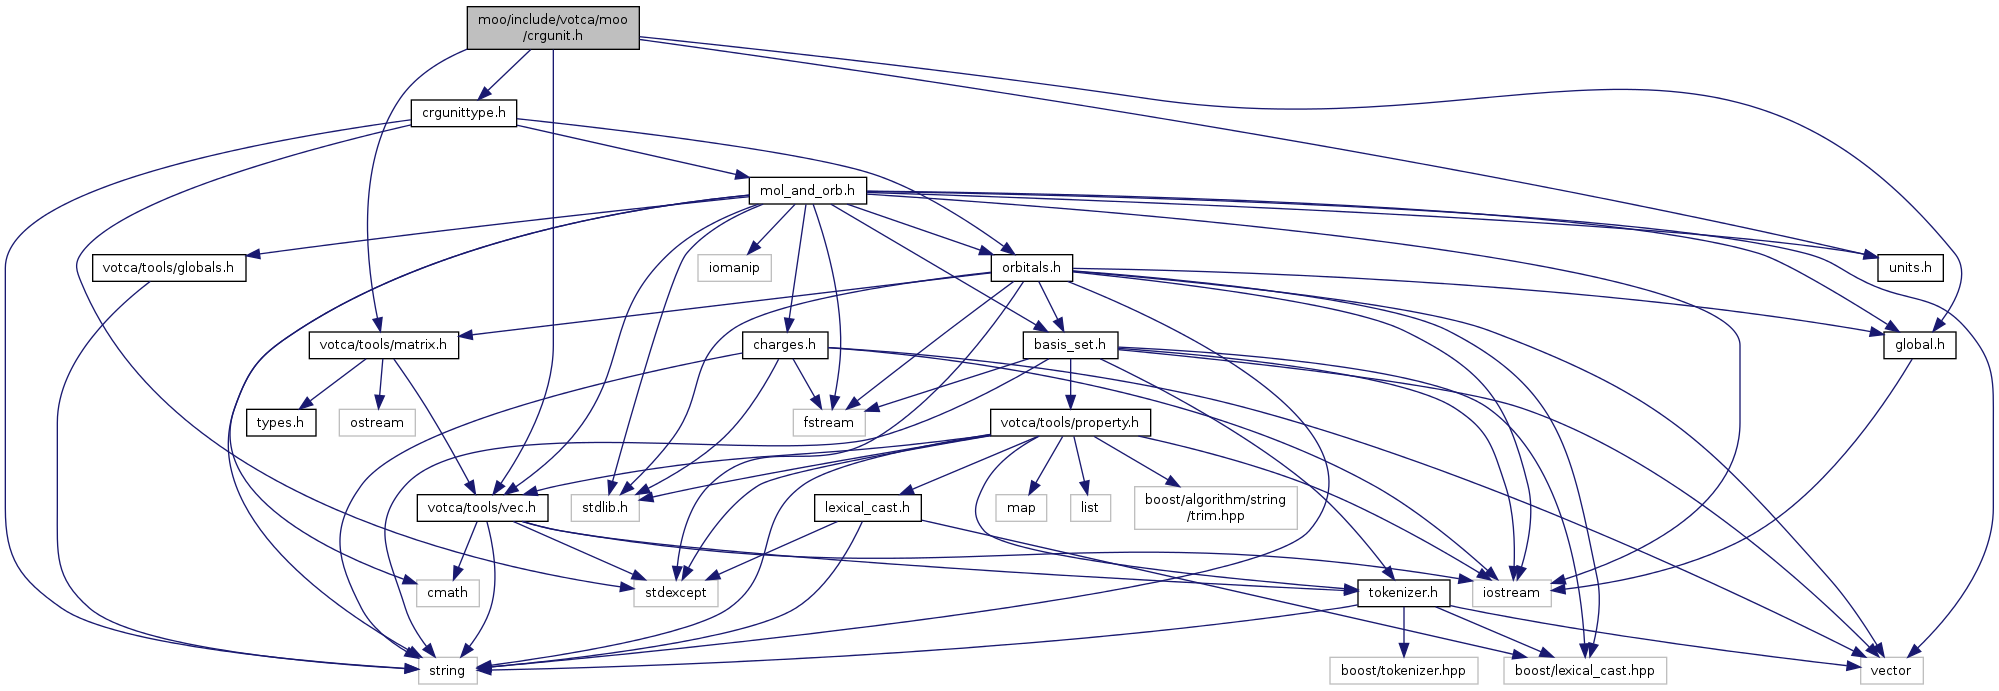 moo/include/votca/moo
/crgunit.h
crgunittype.h
mol_and_orb.h
votca/tools/globals.h
iomanip
orbitals.h
units.h
votca/tools/matrix.h
charges.h
basis_set.h
global.h
types.h
ostream
fstream
votca/tools/property.h
votca/tools/vec.h
stdlib.h
lexical_cast.h
map
list
boost/algorithm/string
/trim.hpp
cmath
stdexcept
tokenizer.h
iostream
string
boost/tokenizer.hpp
boost/lexical_cast.hpp
vector